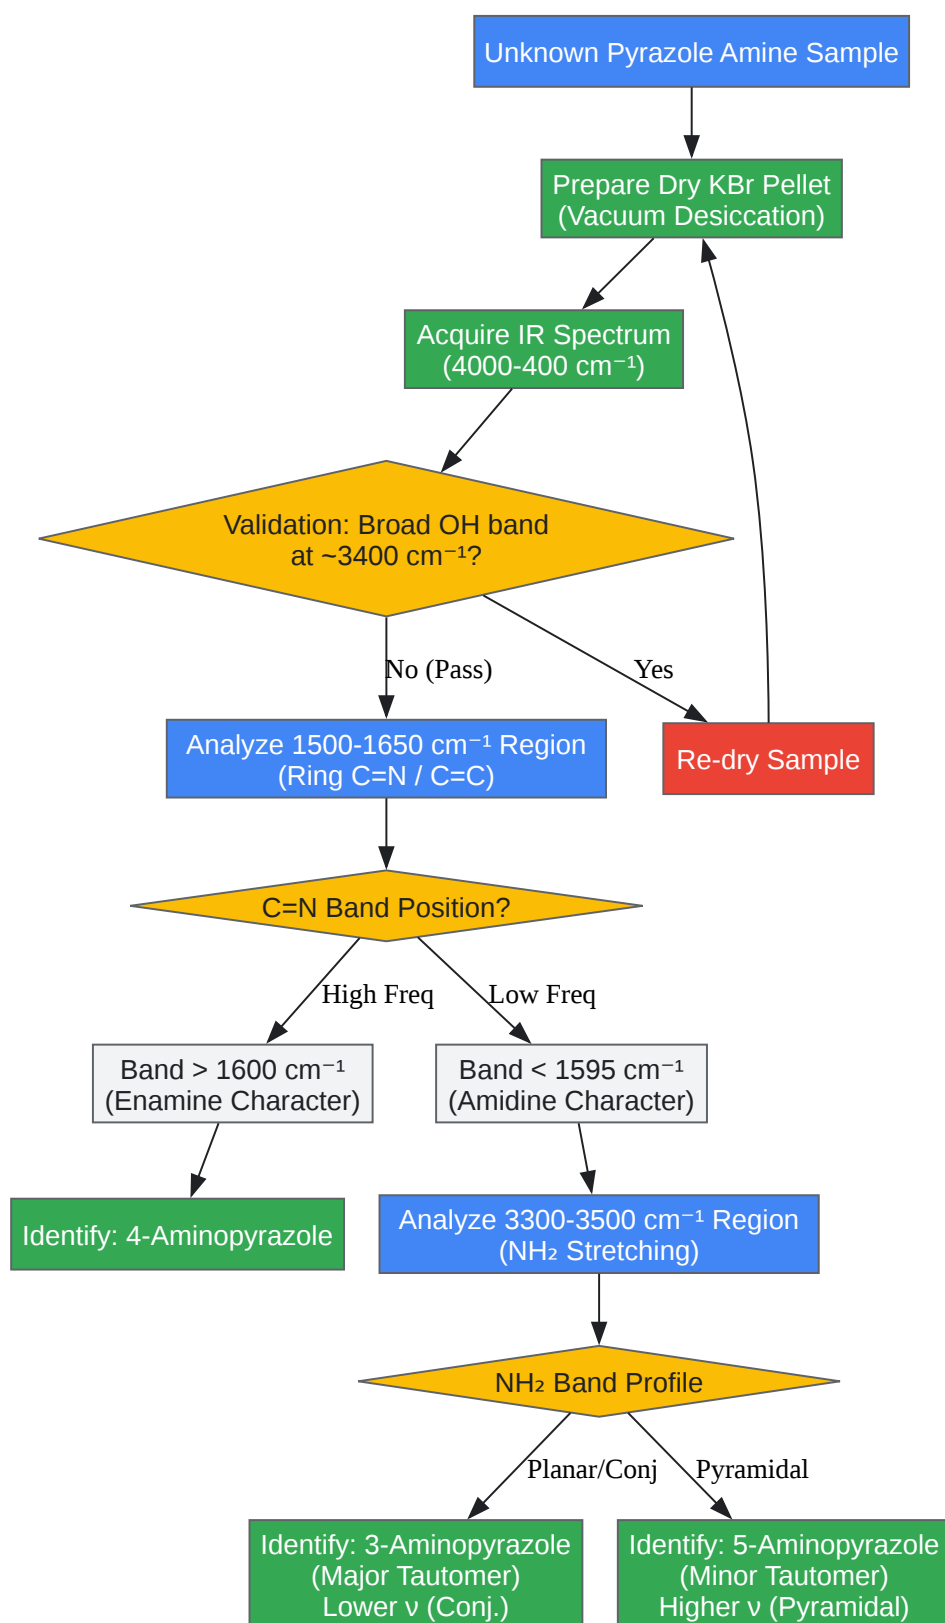 Unknown Pyrazole Amine Sample
Prepare Dry KBr Pellet
(Vacuum Desiccation)
Acquire IR Spectrum
(4000-400 cm⁻¹)
Validation: Broad OH band
at ~3400 cm⁻¹?
No (Pass)
Yes
Analyze 1500-1650 cm⁻¹ Region
(Ring C=N / C=C)
Re-dry Sample
C=N Band Position?
High Freq
Low Freq
Band > 1600 cm⁻¹
(Enamine Character)
Band < 1595 cm⁻¹
(Amidine Character)
Identify: 4-Aminopyrazole
Analyze 3300-3500 cm⁻¹ Region
(NH₂ Stretching)
NH₂ Band Profile
Planar/Conj
Pyramidal
Identify: 3-Aminopyrazole
(Major Tautomer)
Lower ν (Conj.)
Identify: 5-Aminopyrazole
(Minor Tautomer)
Higher ν (Pyramidal)